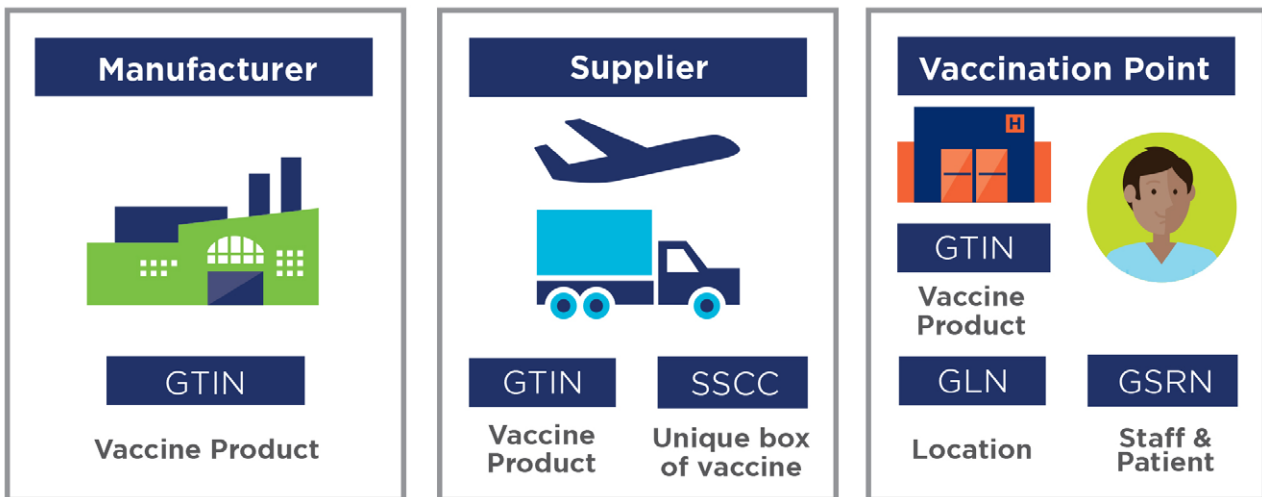 Manufacturer
GTIN
Vaccine Product
Supplier
GTIN
Vaccine
Product
SSCC
Unique box
of vaccine
Vaccination Point
H
GTIN
Vaccine
Product
GLN
Location
GSRN
Staff &
Patient